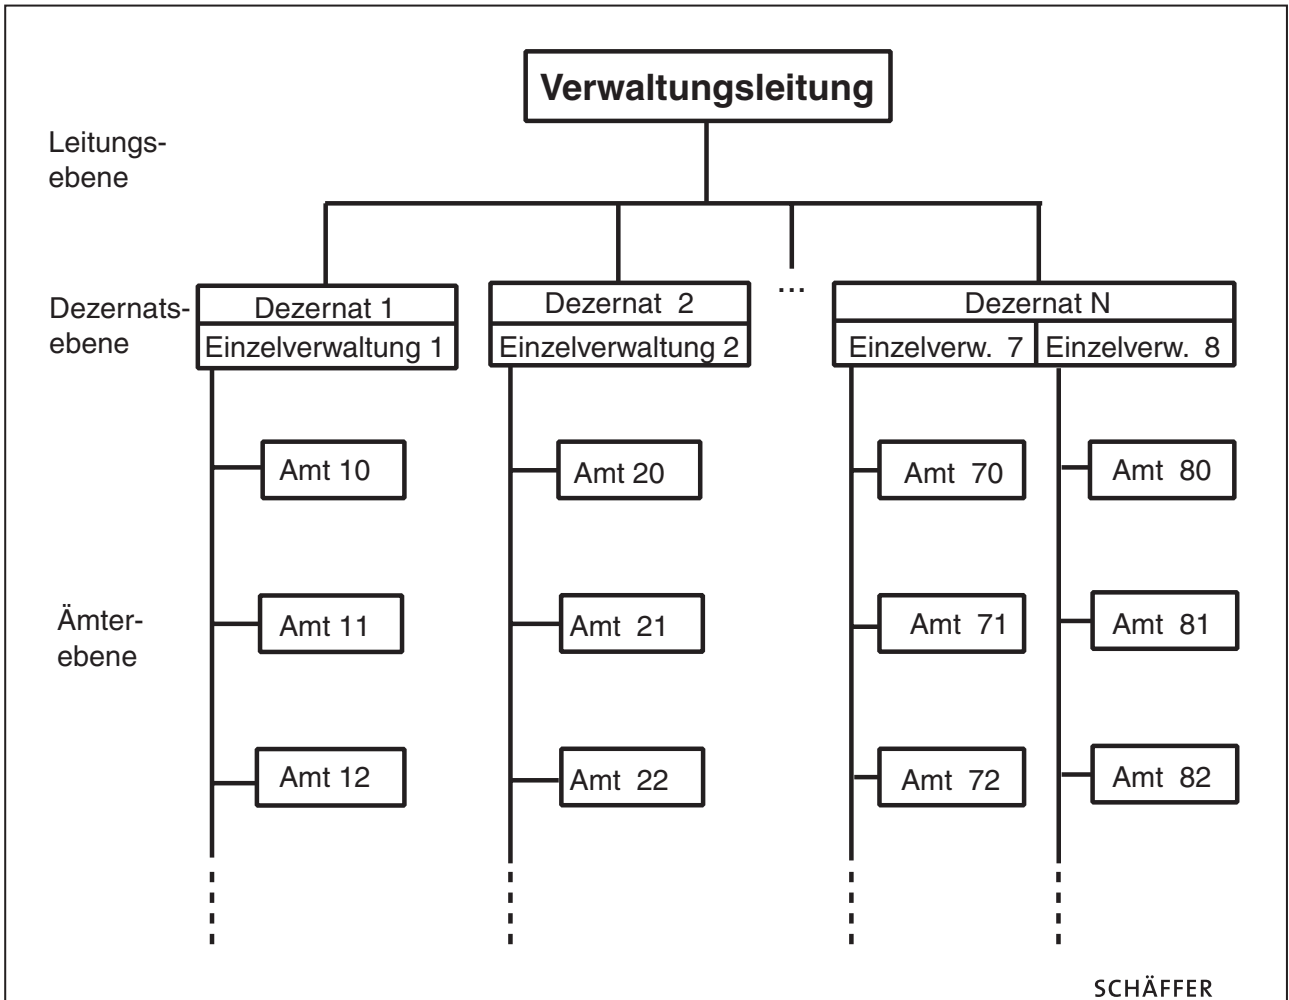 Verwaltungsleitung
Leitungs-
ebene
...
Dezernats-
ebene
Dezernat 1
Einzelverwaltung 1
Dezernat 2
Einzelverwaltung 2
Dezernat N
Einzelverw. 7
Einzelverw. 8
Ämter-
ebene
Amt 10
Amt 11
Amt 12
Amt 20
Amt 21
Amt 22
Amt 70
Amt 71
Amt 72
Amt 80
Amt 81
Amt 82
SCHÄFFER